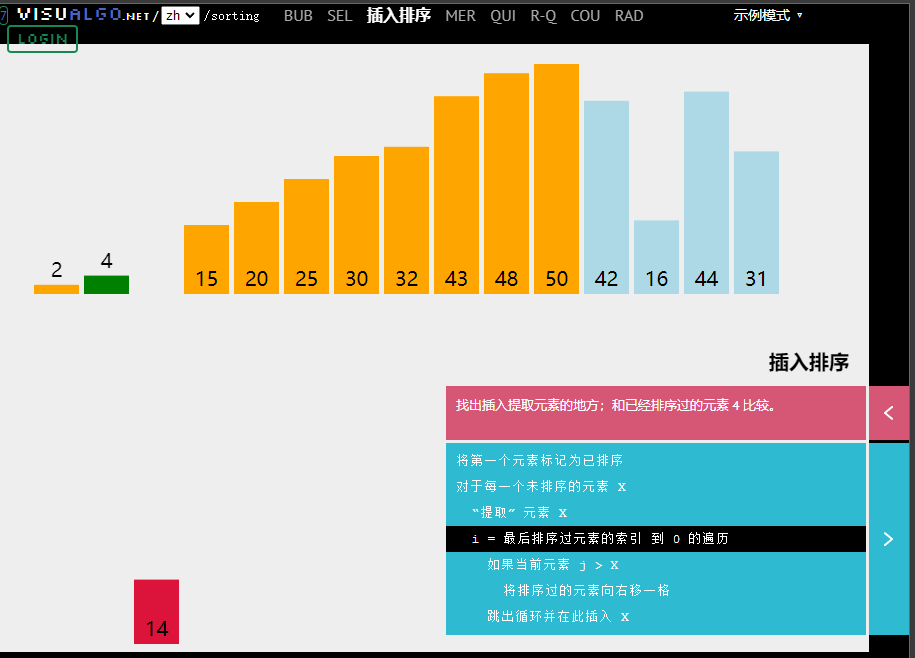 7 VISUALGO.NET/ zh /sorting BUB SEL 插入排序 MER QUI R-Q COU RAD 示例模式 ▼
LOGIN
2 4 15 20 25 30 32 43 48 50 42 16 44 31
插入排序
找出插入提取元素的地方；和已经排序过的元素 4 比较。
将第一个元素标记为已排序
对于每一个未排序的元素 X
“提取” 元素 X
i = 最后排序过元素的索引 到 0 的遍历
如果当前元素 j > X
将排序过的元素向右移一格
跳出循环并在此插入 X
14